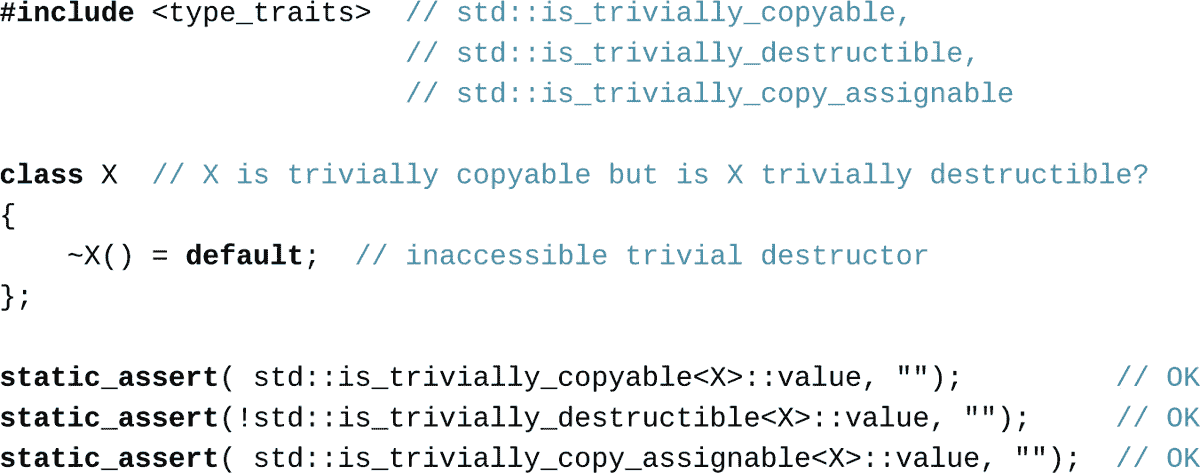 #include <type_traits>  // std::is_trivially_copyable,
                        // std::is_trivially_destructible,
                        // std::is_trivially_copy_assignable

class X  // X is trivially copyable but is X trivially destructible?
{
    ~X() = default;  // inaccessible trivial destructor
};

static_assert( std::is_trivially_copyable<X>::value, "");         // OK
static_assert(!std::is_trivially_destructible<X>::value, "");     // OK
static_assert( std::is_trivially_copy_assignable<X>::value, "");  // OK